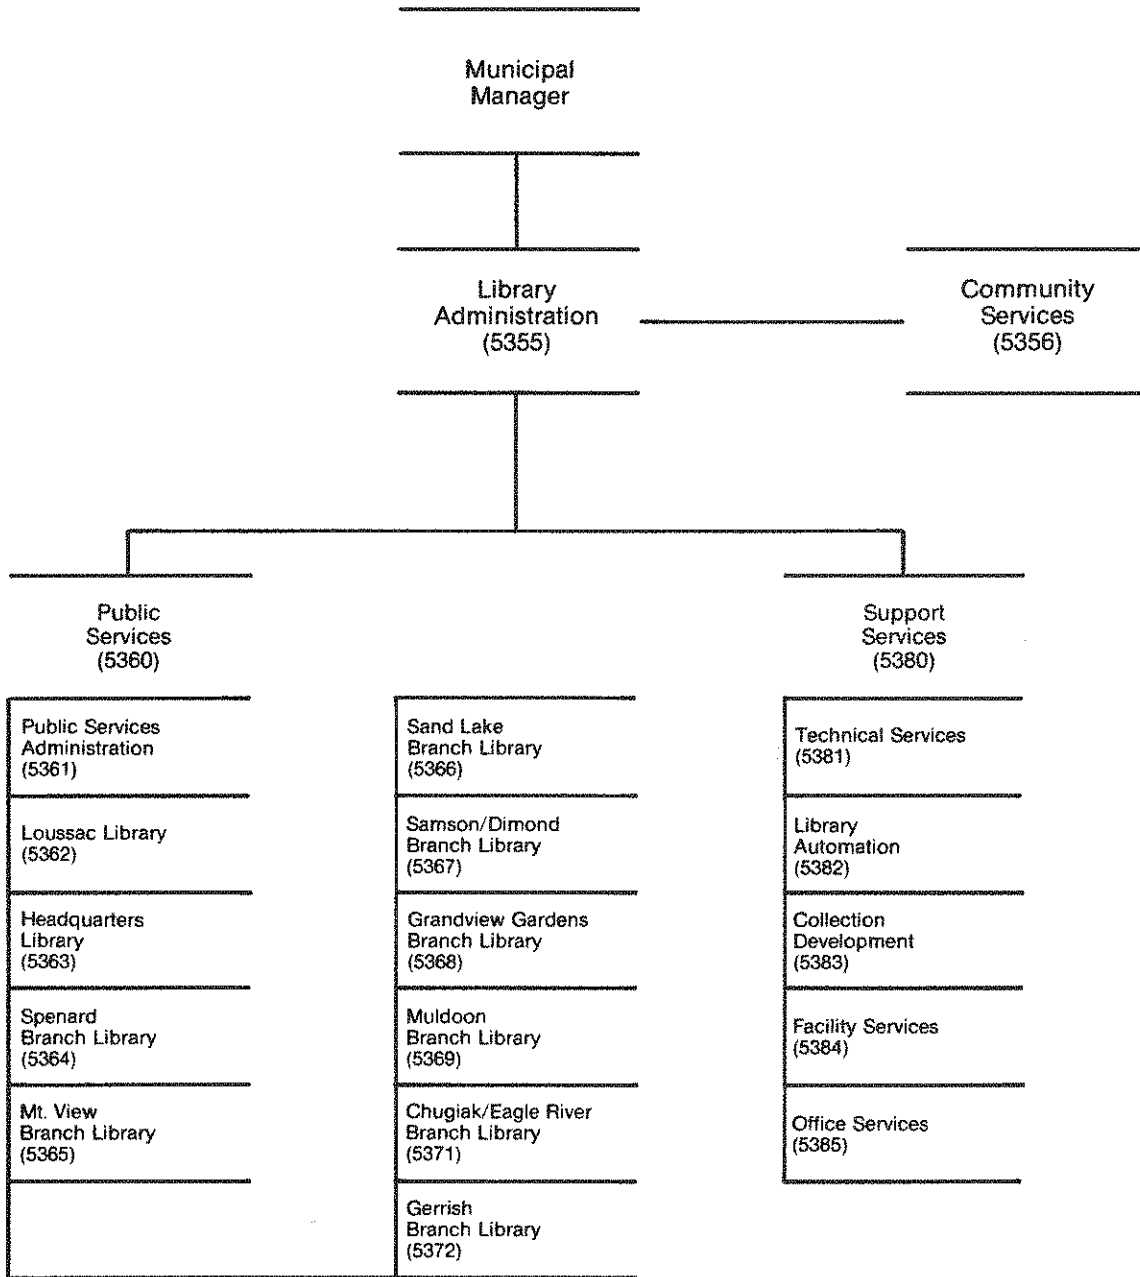 Municipal
Manager
Library
Administration
(5355)
Community
Services
(5356)
Public
Services
(5360)
Support
Services
(5380)
Public Services
Administration
(5361)
Loussac Library
(5362)
Headquarters
Library
(5363)
Spenard
Branch Library
(5364)
Mt. View
Branch Library
(5365)
Sand Lake
Branch Library
(5366)
Samson/Dimond
Branch Library
(5367)
Grandview Gardens
Branch Library
(5368)
Muldoon
Branch Library
(5369)
Chugiak/Eagle River
Branch Library
(5371)
Gerrish
Branch Library
(5372)
Technical Services
(5381)
Library
Automation
(5382)
Collection
Development
(5383)
Facility Services
(5384)
Office Services
(5385)